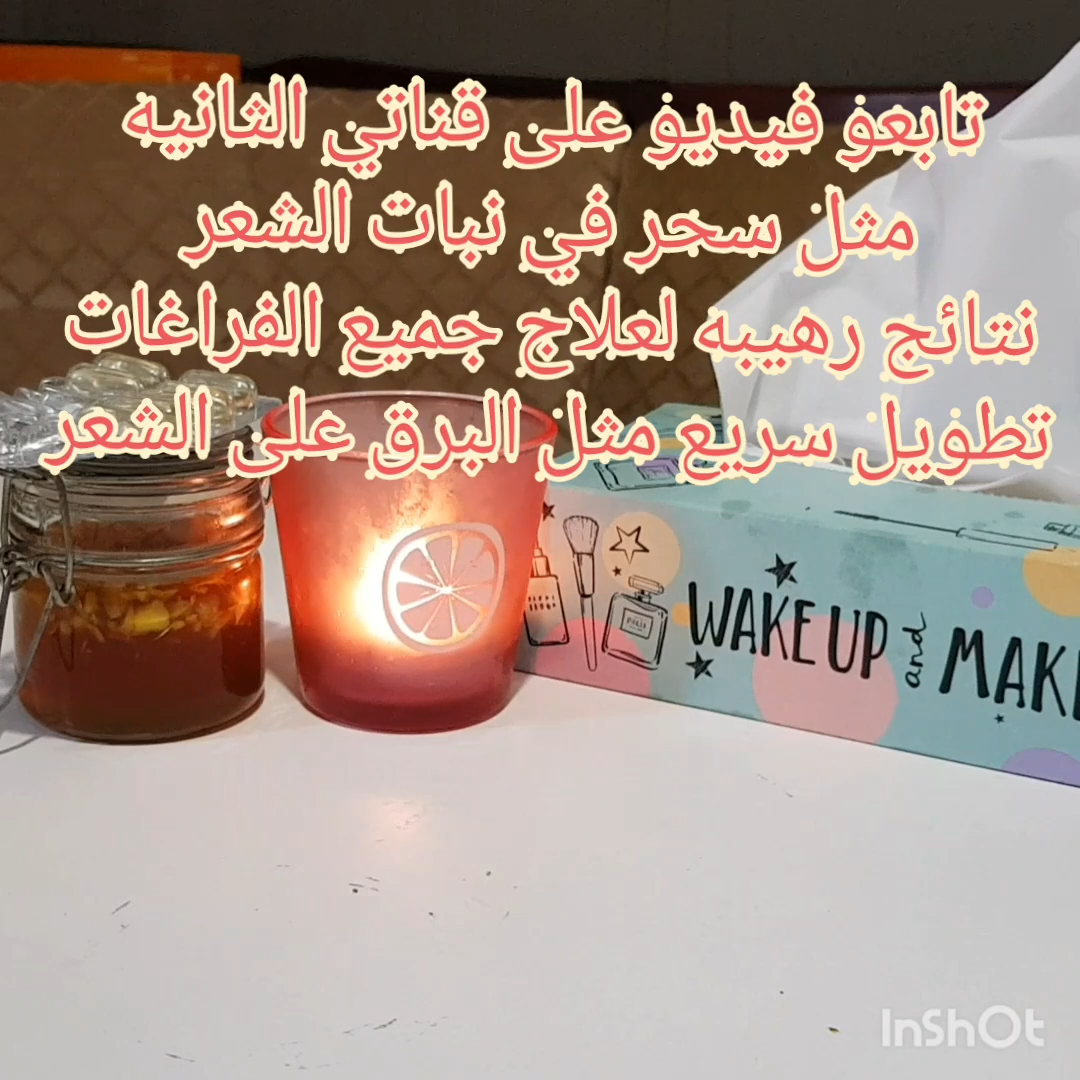 تابعو فيديو على قناتي الثانيه
مثل سحر في نبات الشعر
نتائج رهيبه لعلاج جميع الفراغات
تطويل سريع مثل البرق على الشعر
WAKE UP and MAK
InShOt